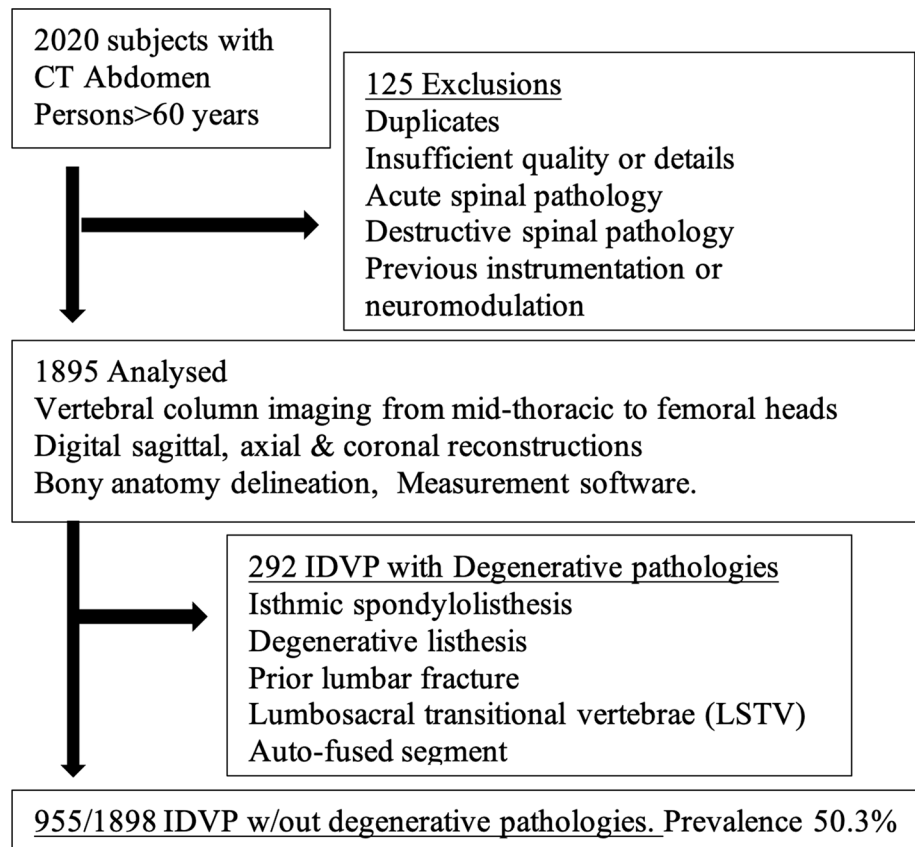 2020 subjects with
CT Abdomen
Persons>60 years
125 Exclusions
Duplicates
Insufficient quality or details
Acute spinal pathology
Destructive spinal pathology
Previous instrumentation or
neuromodulation
1895 Analysed
Vertebral column imaging from mid-thoracic to femoral heads
Digital sagittal, axial & coronal reconstructions
Bony anatomy delineation, Measurement software.
292 IDVP with Degenerative pathologies
Isthmic spondylolisthesis
Degenerative listhesis
Prior lumbar fracture
Lumbosacral transitional vertebrae (LSTV)
Auto-fused segment
955/1898 IDVP w/out degenerative pathologies. Prevalence 50.3%